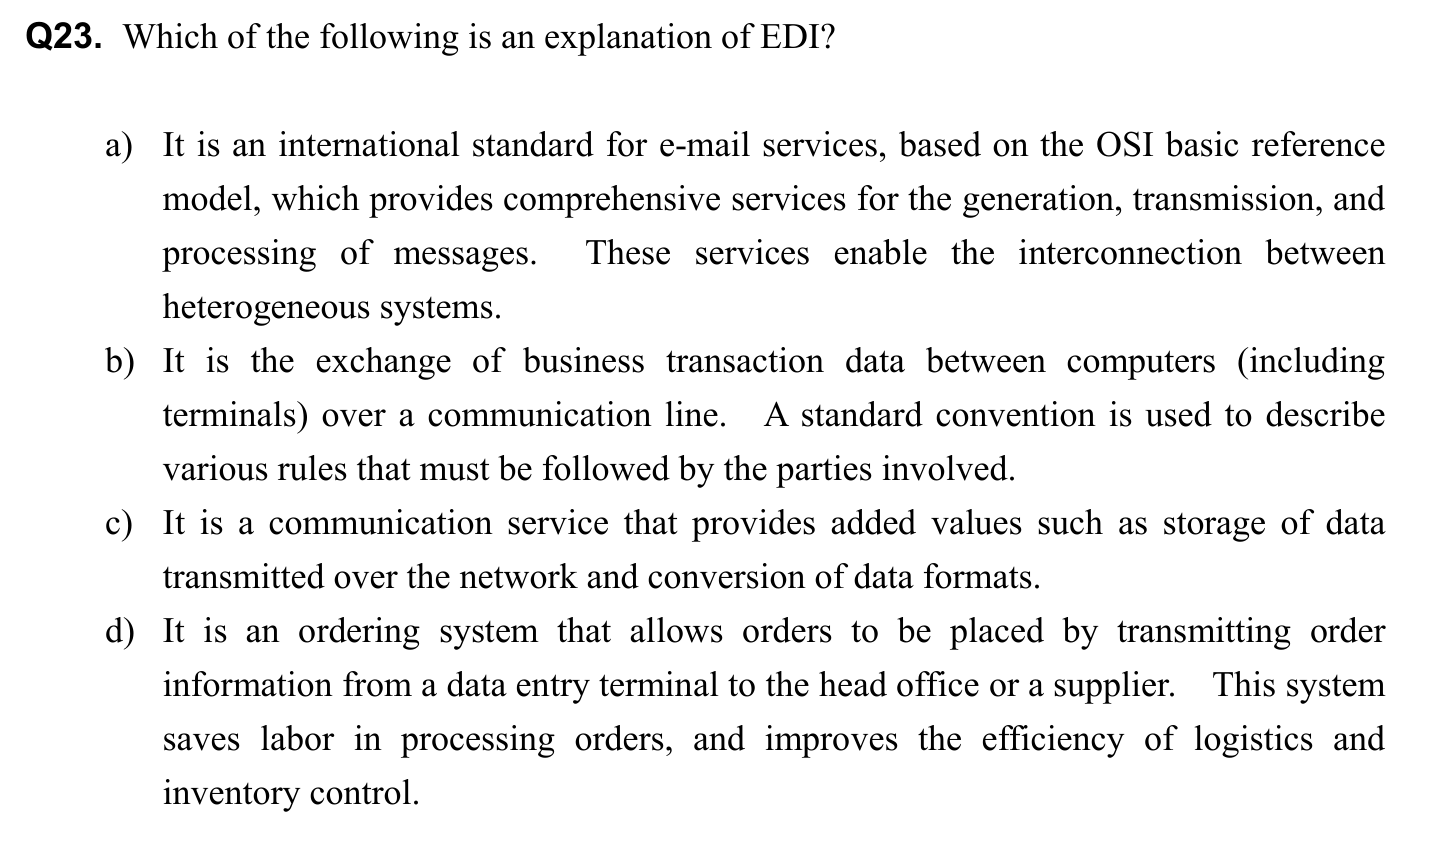 Q23. Which of the following is an explanation of EDI?
a) It is an international standard for e-mail services, based on the OSI basic reference
model, which provides comprehensive services for the generation, transmission, and
processing of messages. These services enable the interconnection between
heterogeneous systems.
b) It is the exchange of business transaction data between computers (including
terminals) over a communication line. A standard convention is used to describe
various rules that must be followed by the parties involved.
c) It is a communication service that provides added values such as storage of data
transmitted over the network and conversion of data formats.
d) It is an ordering system that allows orders to be placed by transmitting order
information from a data entry terminal to the head office or a supplier. This system
saves labor in processing orders, and improves the efficiency of logistics and
inventory control.